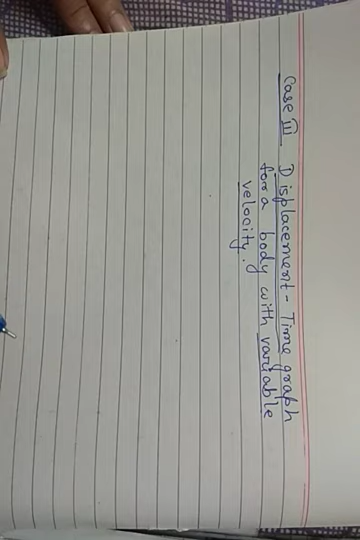 Case III Displacement - Time graph
for a body with variable
velocity.